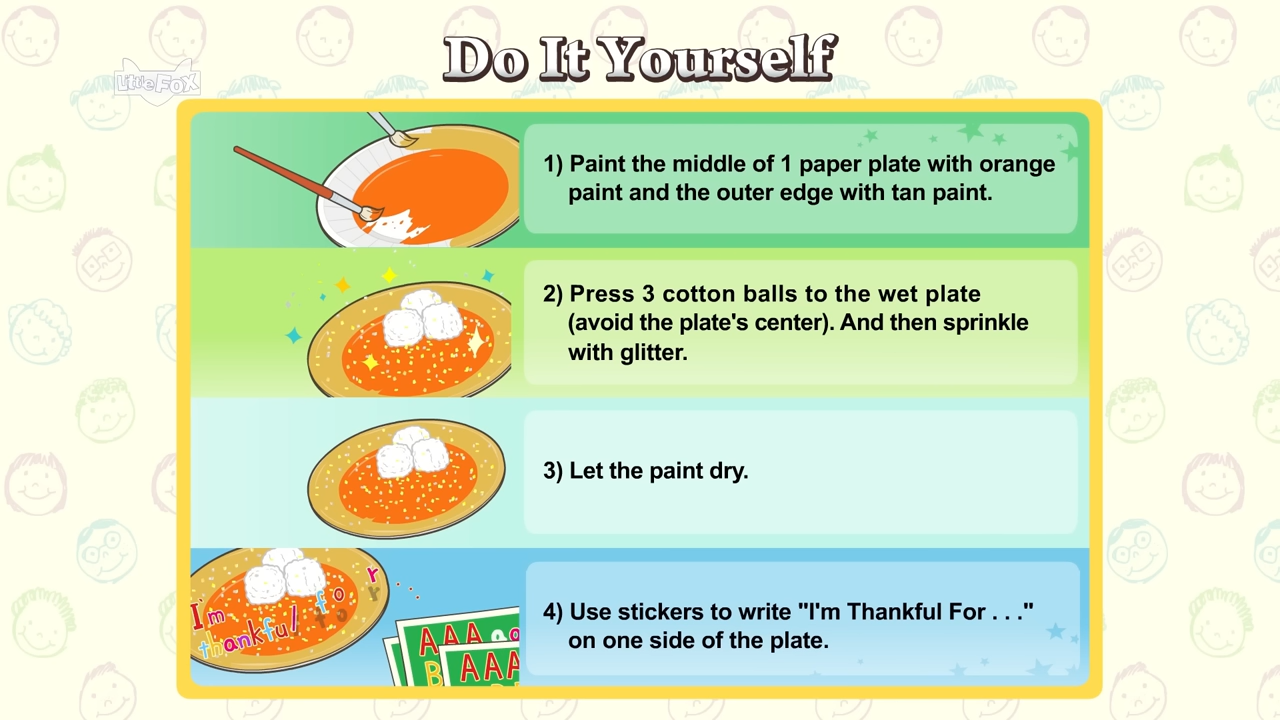 Do It Yourself
Little Fox
1) Paint the middle of 1 paper plate with orange
paint and the outer edge with tan paint.
2) Press 3 cotton balls to the wet plate
(avoid the plate's center). And then sprinkle
with glitter.
3) Let the paint dry.
I'm
thankful for
AAA
B
AAA
4) Use stickers to write "I'm Thankful For . . ."
on one side of the plate.